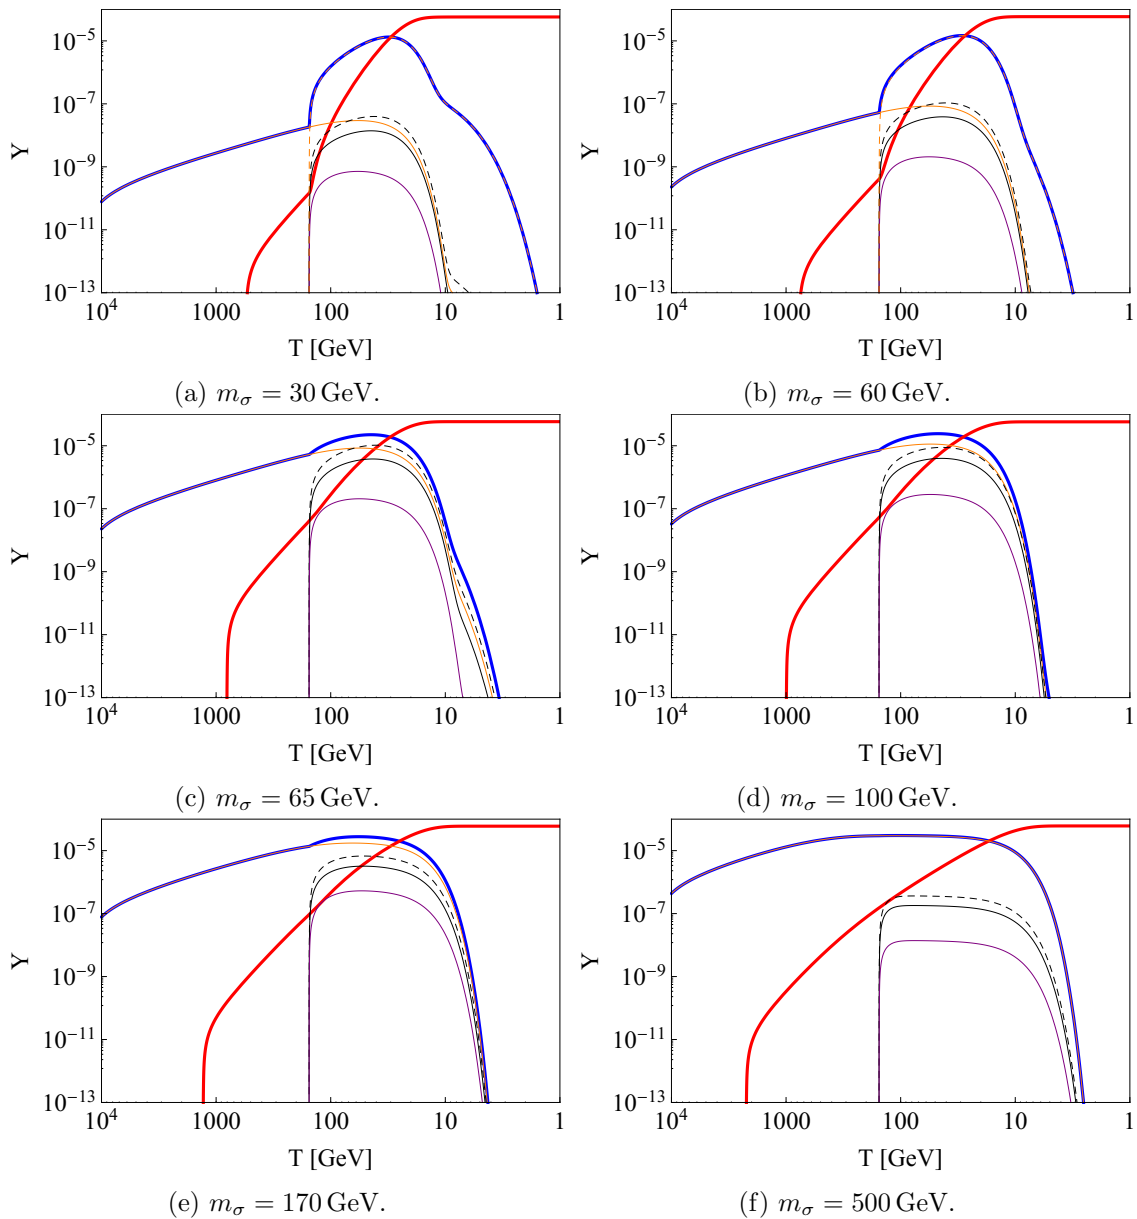 10^-5
10^-7
10^-9
10^-11
10^-13
Y
10^4 1000 100 10 1
T [GeV]
(a) m_σ = 30 GeV.
10^-5
10^-7
10^-9
10^-11
10^-13
Y
10^4 1000 100 10 1
T [GeV]
(b) m_σ = 60 GeV.
10^-5
10^-7
10^-9
10^-11
10^-13
Y
10^4 1000 100 10 1
T [GeV]
(c) m_σ = 65 GeV.
10^-5
10^-7
10^-9
10^-11
10^-13
Y
10^4 1000 100 10 1
T [GeV]
(d) m_σ = 100 GeV.
10^-5
10^-7
10^-9
10^-11
10^-13
Y
10^4 1000 100 10 1
T [GeV]
(e) m_σ = 170 GeV.
10^-5
10^-7
10^-9
10^-11
10^-13
Y
10^4 1000 100 10 1
T [GeV]
(f) m_σ = 500 GeV.